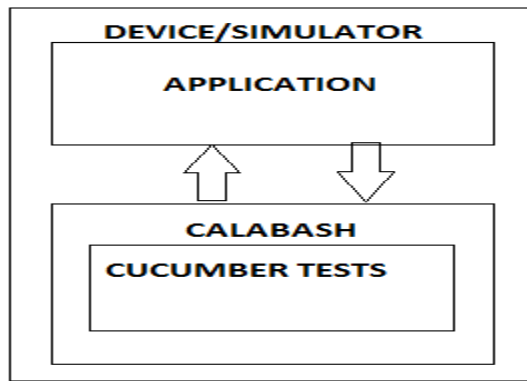 DEVICE/SIMULATOR
APPLICATION
CALABASH
CUCUMBER TESTS